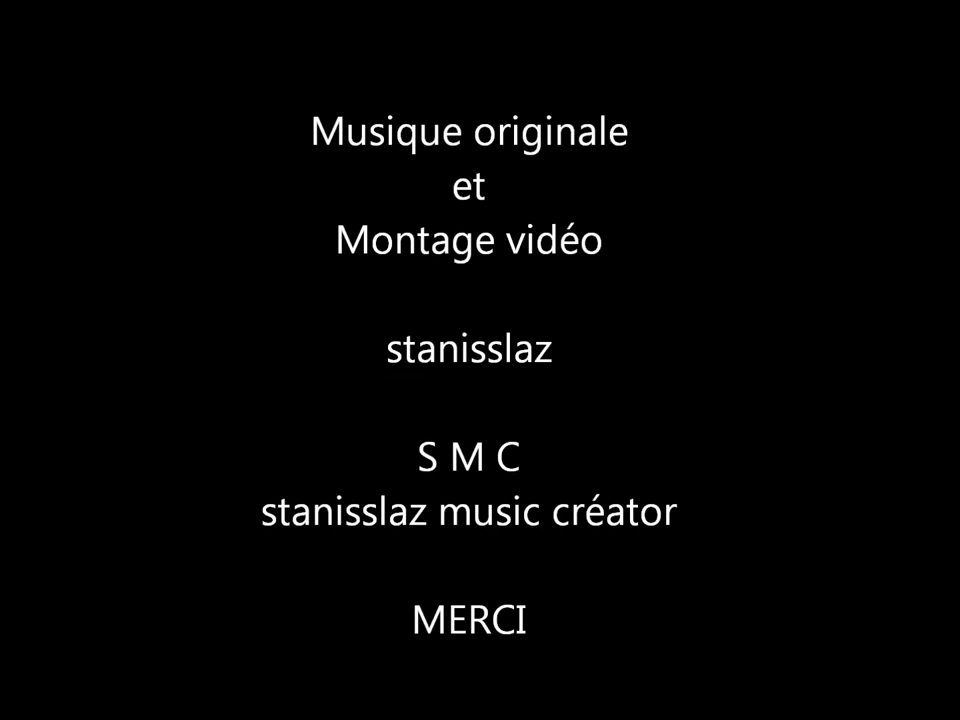 Musique originale
et
Montage vidéo
stanisslaz
S M C
stanisslaz music créator
MERCI